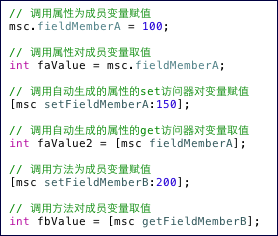 // 调用属性为成员变量赋值
msc.fieldMemberA = 100;
// 调用属性对成员变量取值
int faValue = msc.fieldMemberA;
// 调用自动生成的属性的set访问器对变量赋值
[msc setFieldMemberA:150];
// 调用自动生成的属性的get访问器对变量取值
int faValue2 = [msc fieldMemberA];
// 调用方法为成员变量赋值
[msc setFieldMemberB:200];
// 调用方法对成员变量取值
int fbValue = [msc getFieldMemberB];